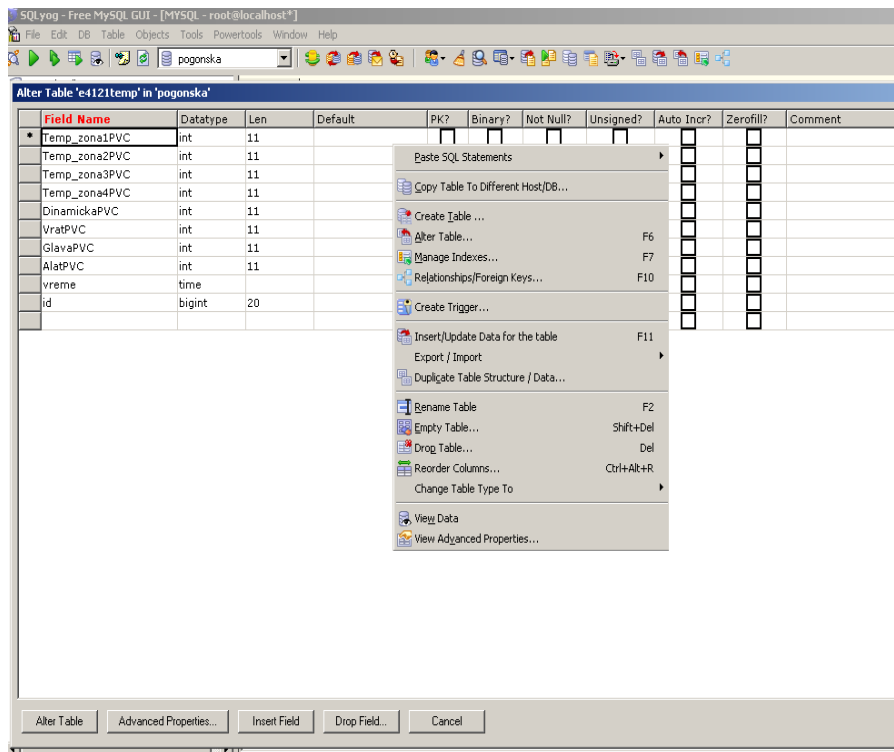 SQLyog - Free MySQL GUI - [MYSQL - root@localhost*]
File Edit DB Table Objects Tools Powertools Window Help
pogonska
Alter Table 'e4121temp' in 'pogonska'
Field Name Datatype Len Default PK? Binary? Not Null? Unsigned? Auto Incr? Zerofill? Comment
* Temp_zona1PVC int 11
Temp_zona2PVC int 11
Temp_zona3PVC int 11
Temp_zona4PVC int 11
DinamickaPVC int 11
VratPVC int 11
GlavaPVC int 11
AlatPVC int 11
vreme time
id bigint 20
Paste SQL Statements
Copy Table To Different Host/DB...
Create Table ...
Alter Table... F6
Manage Indexes... F7
Relationships/Foreign Keys... F10
Create Trigger...
Insert/Update Data for the table F11
Export / Import
Duplicate Table Structure / Data...
Rename Table F2
Empty Table... Shift+Del
Drop Table... Del
Reorder Columns... Ctrl+Alt+R
Change Table Type To
View Data
View Advanced Properties...
Alter Table Advanced Properties... Insert Field Drop Field... Cancel